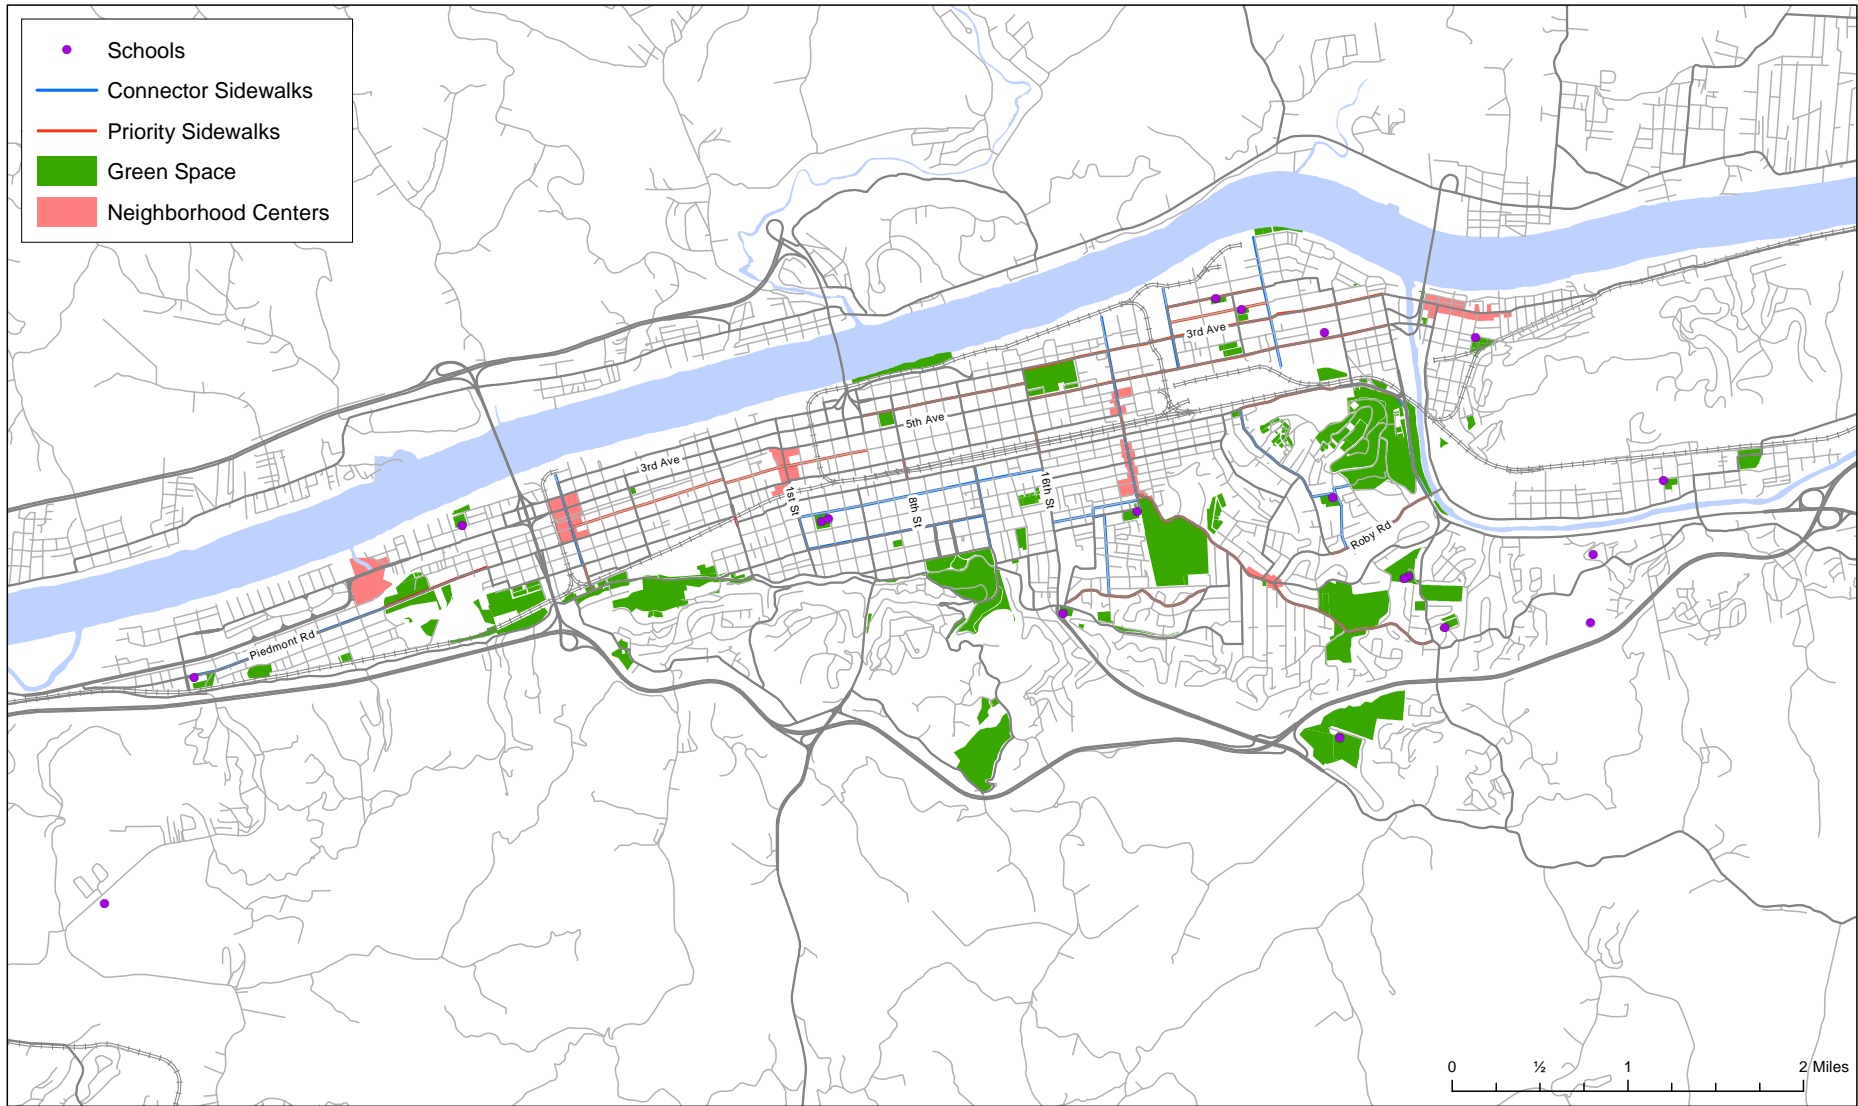 Schools
Connector Sidewalks
Priority Sidewalks
Green Space
Neighborhood Centers
3rd Ave
5th Ave
3rd Ave
1st St
8th St
16th St
Roby Rd
Piedmont Rd
0 ½ 1 2 Miles